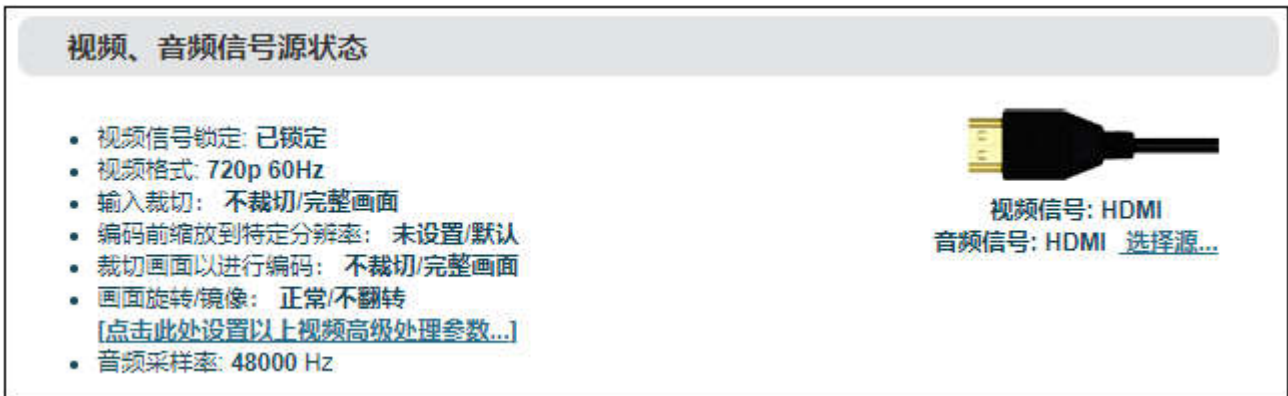 视频、音频信号源状态
视频信号锁定: 已锁定
视频格式: 720p 60Hz
输入裁切： 不裁切/完整画面
编码前缩放到特定分辨率： 未设置/默认
裁切画面以进行编码： 不裁切/完整画面
画面旋转/镜像： 正常/不翻转
[点击此处设置以上视频高级处理参数...]
音频采样率: 48000 Hz
视频信号: HDMI
音频信号: HDMI 选择源...